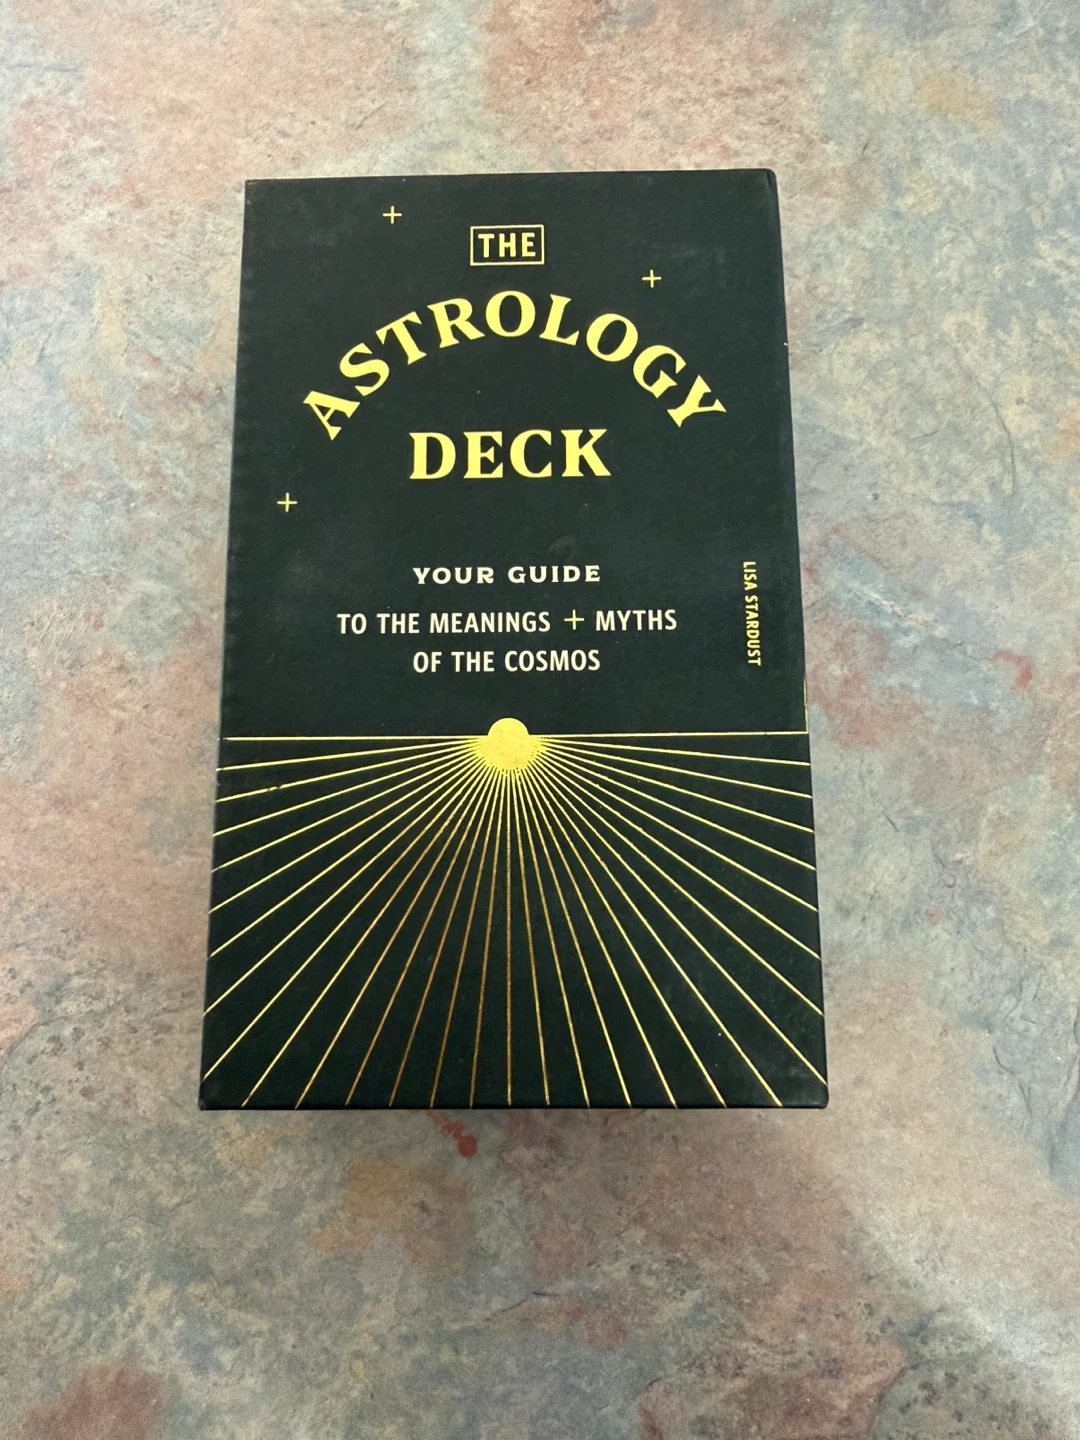 THE
ASTROLOGY
DECK
YOUR GUIDE
TO THE MEANINGS + MYTHS
OF THE COSMOS
LISA STARDUST